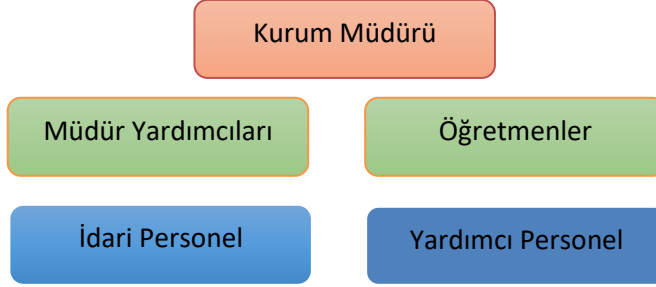 Kurum Müdürü
Müdür Yardımcıları
Öğretmenler
İdari Personel
Yardımcı Personel